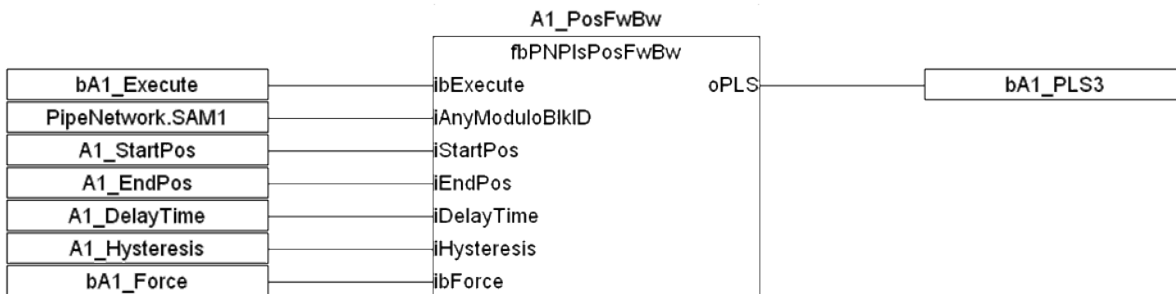 A1_PosFwBw
fbPNPlsPosFwBw
bA1_Execute ibExecute oPLS bA1_PLS3
PipeNetwork.SAM1 iAnyModuloBlkID
A1_StartPos iStartPos
A1_EndPos iEndPos
A1_DelayTime iDelayTime
A1_Hysteresis iHysteresis
bA1_Force ibForce